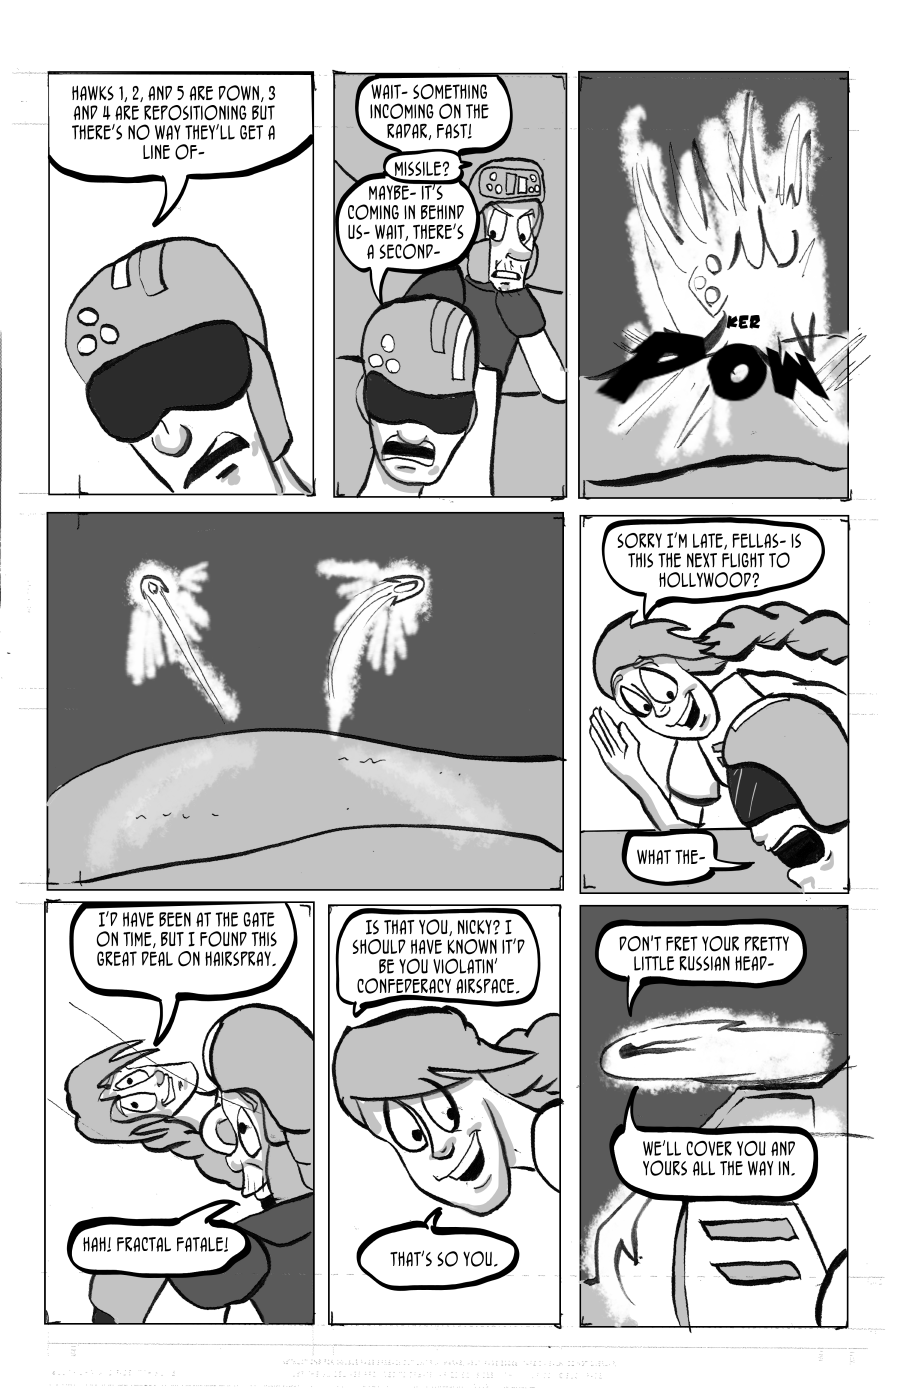 HAWKS 1, 2, AND 5 ARE DOWN, 3
AND 4 ARE REPOSITIONING BUT
THERE'S NO WAY THEY'LL GET A
LINE OF-
WAIT- SOMETHING
INCOMING ON THE
RADAR, FAST!
MISSILE?
MAYBE- IT'S
COMING IN BEHIND
US- WAIT, THERE'S
A SECOND-
KER
POW
SORRY I'M LATE, FELLAS- IS
THIS THE NEXT FLIGHT TO
HOLLYWOOD?
WHAT THE-
I'D HAVE BEEN AT THE GATE
ON TIME, BUT I FOUND THIS
GREAT DEAL ON HAIRSPRAY.
HAH! FRACTAL FATALE!
IS THAT YOU, NICKY? I
SHOULD HAVE KNOWN IT'D
BE YOU VIOLATIN'
CONFEDERACY AIRSPACE.
THAT'S SO YOU.
DON'T FRET YOUR PRETTY
LITTLE RUSSIAN HEAD-
WE'LL COVER YOU AND
YOURS ALL THE WAY IN.